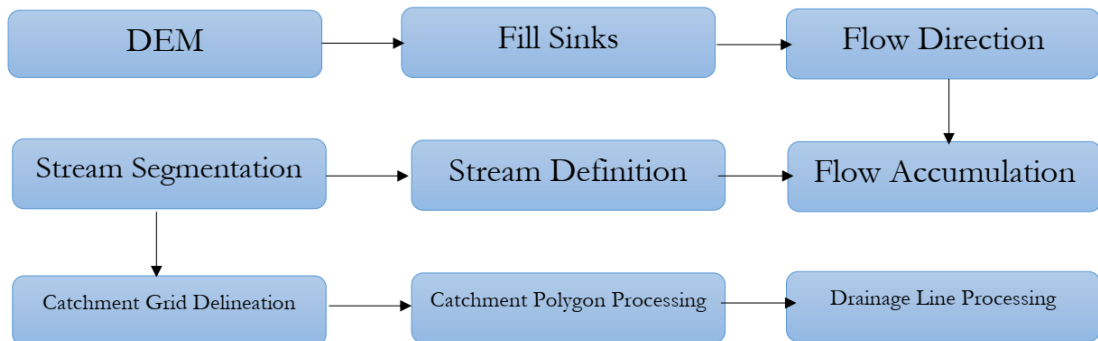 DEM
Fill Sinks
Flow Direction
Stream Segmentation
Stream Definition
Flow Accumulation
Catchment Grid Delineation
Catchment Polygon Processing
Drainage Line Processing